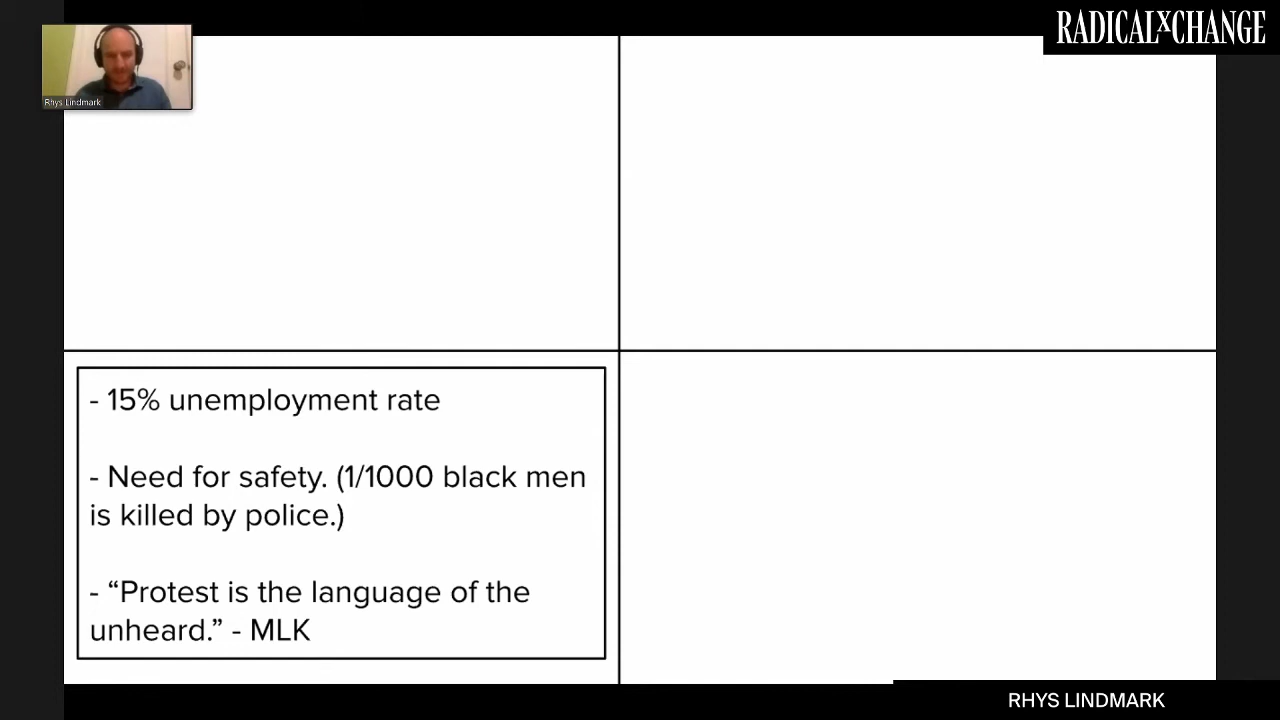 RADICALXCHANGE
Rhys Lindmark
- 15% unemployment rate
- Need for safety. (1/1000 black men
is killed by police.)
- “Protest is the language of the
unheard.” - MLK
RHYS LINDMARK